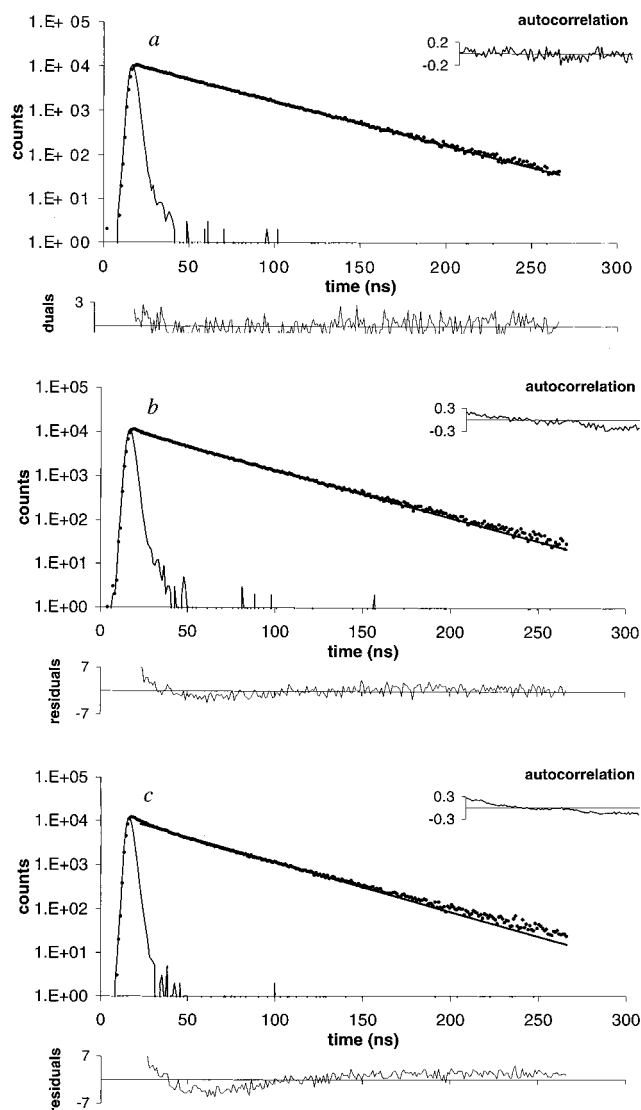 autocorrelation
a
0.2
-0.2
1.E+ 05
1.E+ 04
1.E+ 03
1.E+ 02
1.E+ 01
1.E+ 00
counts
0 50 100 150 200 250 300
time (ns)
duals
3
autocorrelation
b
0.3
-0.3
1.E+05
1.E+04
1.E+03
1.E+02
1.E+01
1.E+00
counts
0 50 100 150 200 250 300
time (ns)
residuals
7
-7
autocorrelation
c
0.3
-0.3
1.E+05
1.E+04
1.E+03
1.E+02
1.E+01
1.E+00
counts
0 50 100 150 200 250 300
time (ns)
residuals
7
-7